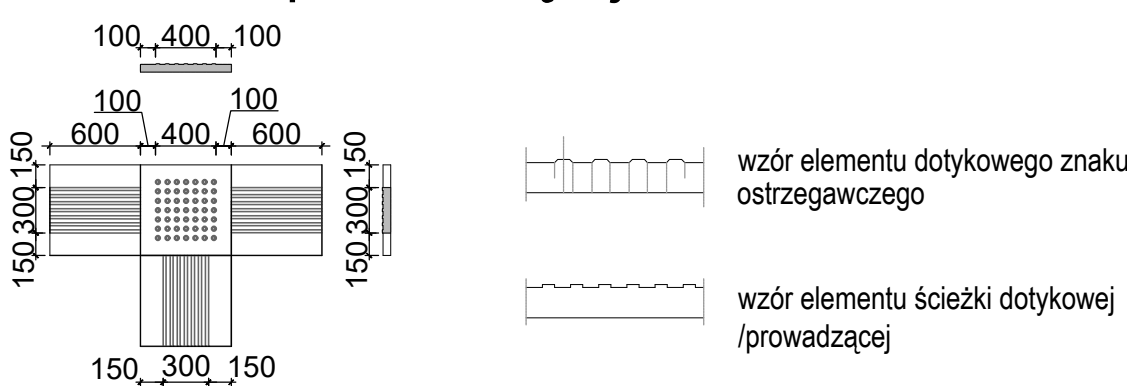 100 400 100
100 100
600 400 600
150 300 150
150 300 150
150 300 150
wzór elementu dotykowego znaku
ostrzegawczego
wzór elementu ścieżki dotykowej
/prowadzącej